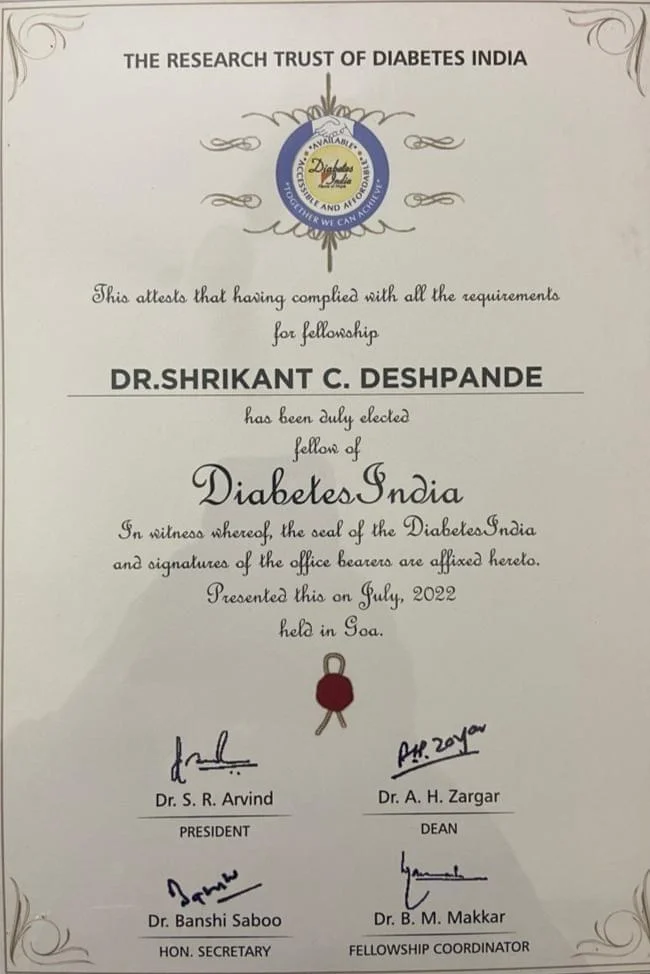 THE RESEARCH TRUST OF DIABETES INDIA
AVAILABLE
ACCESSIBLE AND AFFORDABLE
Diabetes
India
TOGETHER WE CAN ACHIEVE
This attests that having complied with all the requirements
for fellowship
DR.SHRIKANT C. DESHPANDE
has been duly elected
fellow of
DiabetesIndia
In witness whereof, the seal of the DiabetesIndia
and signatures of the office bearers are affixed hereto.
Presented this on July, 2022
held in Goa.
A.H. Zargar
Dr. S. R. Arvind
Dr. A. H. Zargar
PRESIDENT
DEAN
Dr. Banshi Saboo
Dr. B. M. Makkar
HON. SECRETARY
FELLOWSHIP COORDINATOR